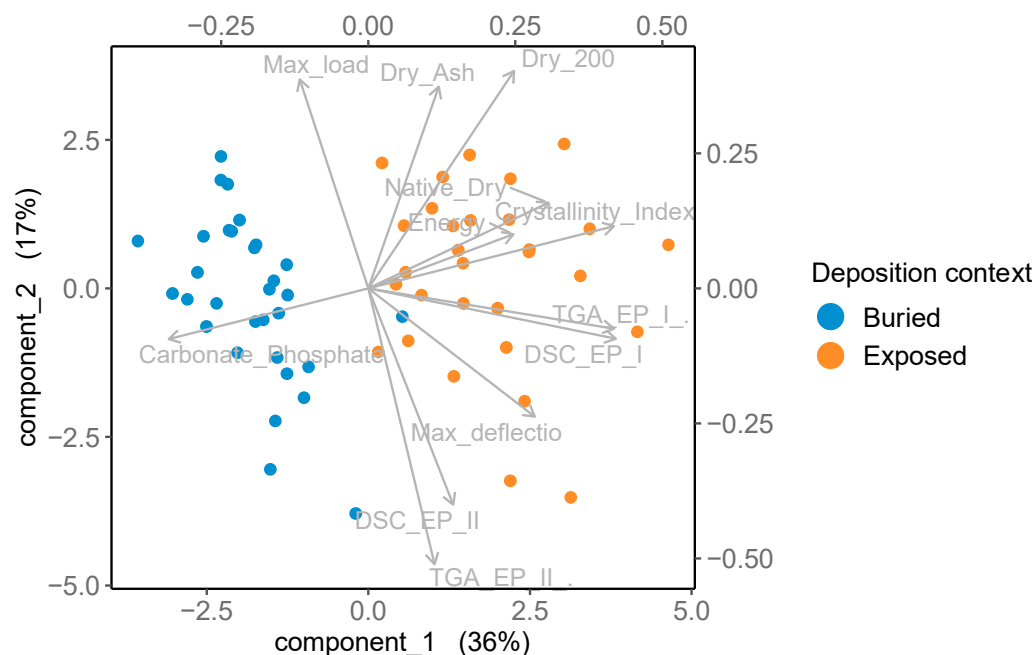 −0.25 0.00 0.25 0.50
Max_load
Dry_Ash
Dry_200
2.5
0.25
Native_Dry
Energy
Crystallinity_Index
0.0
0.00
TGA_EP_I_.
DSC_EP_I
Carbonate_Phosphate
−2.5
−0.25
Max_deflectio
DSC_EP_II
−0.50
TGA_EP_II_.
−5.0
−2.5 0.0 2.5 5.0
component_1 (36%)
component_2 (17%)
Deposition context
Buried
Exposed